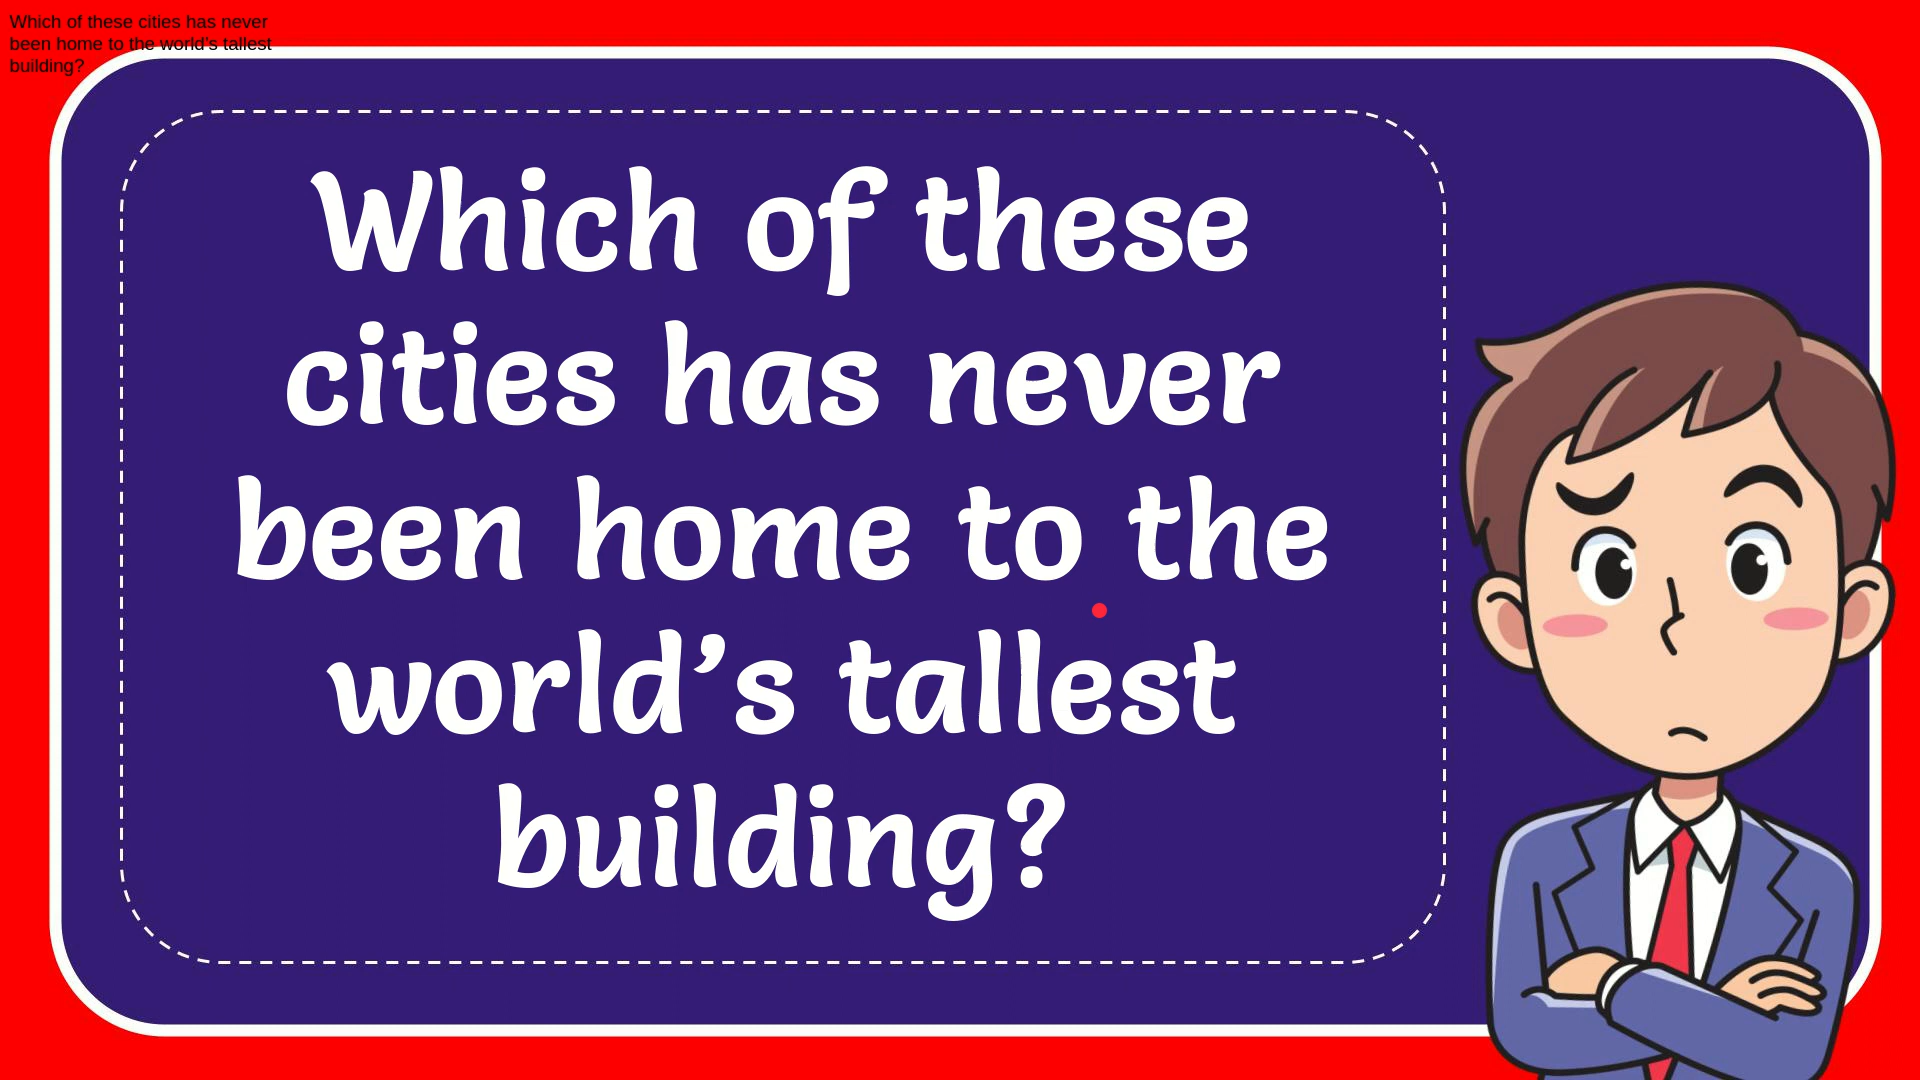 Which of these cities has never
been home to the world's tallest
building?
Which of these
cities has never
been home to the
world’s tallest
building?